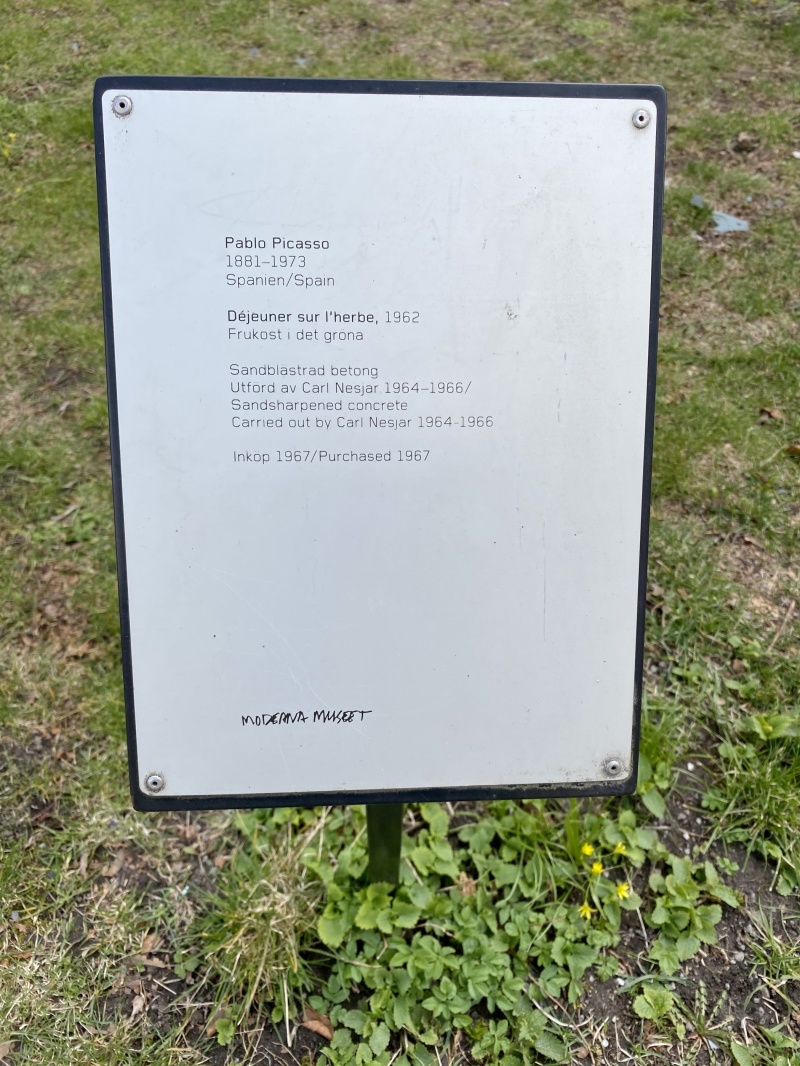 Pablo Picasso
1881–1973
Spanien/Spain
Déjeuner sur l'herbe, 1962
Frukost i det gröna
Sandblästrad betong
Utförd av Carl Nesjar 1964–1966/
Sandsharpened concrete
Carried out by Carl Nesjar 1964-1966
Inköp 1967/Purchased 1967
MODERNA MUSEET